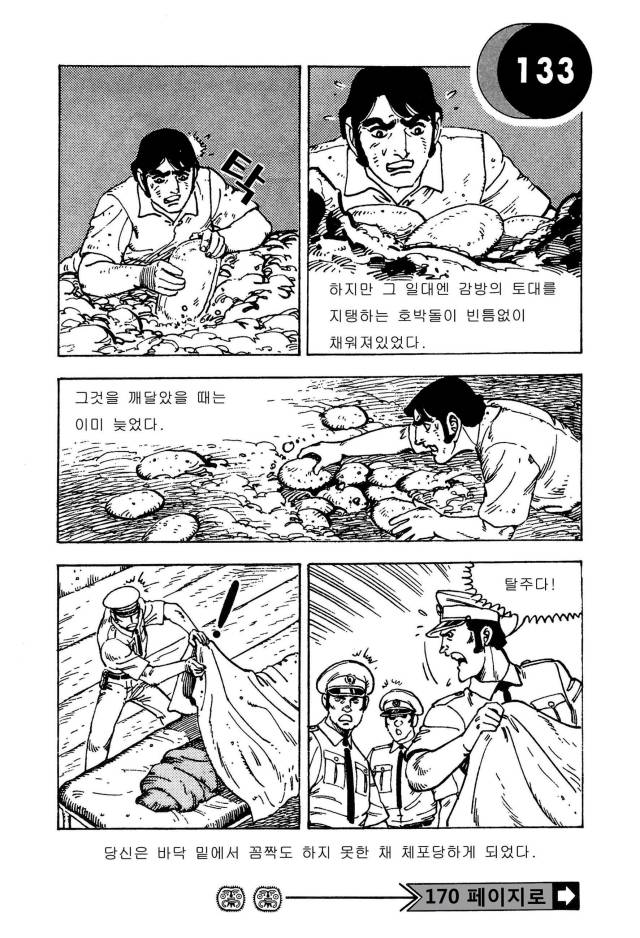 133
탁
하지만 그 일대엔 감방의 토대를
지탱하는 호박돌이 빈틈없이
채워져있었다.
그것을 깨달았을 때는
이미 늦었다.
!
탈주다!
당신은 바닥 밑에서 꼼짝도 하지 못한 채 체포당하게 되었다.
170 페이지로